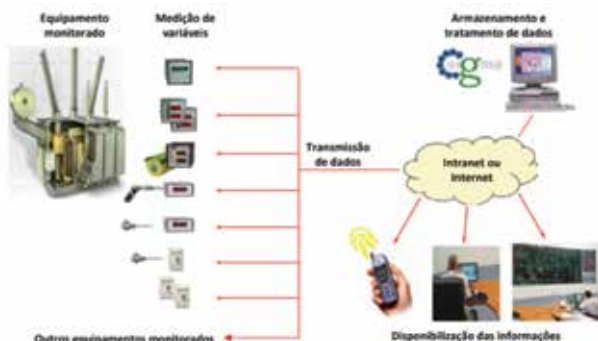 Equipamento
monitorado
Medição de
variáveis
Armazenamento e
tratamento de dados
Transmissão
de dados
Intranet ou
Internet
Outros equipamentos monitorados
Disponibilização das informações